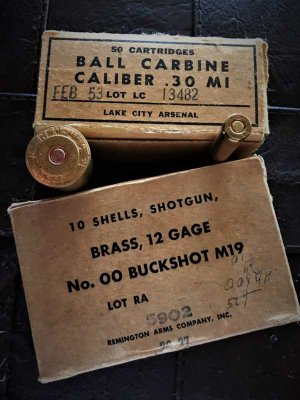 50 CARTRIDGES
BALL CARBINE
CALIBER .30 M1
FEB 53 LOT LC 13482
LAKE CITY ARSENAL
10 SHELLS, SHOTGUN,
BRASS, 12 GAGE
No. 00 BUCKSHOT M19
LOT RA
5902
REMINGTON ARMS COMPANY, INC.